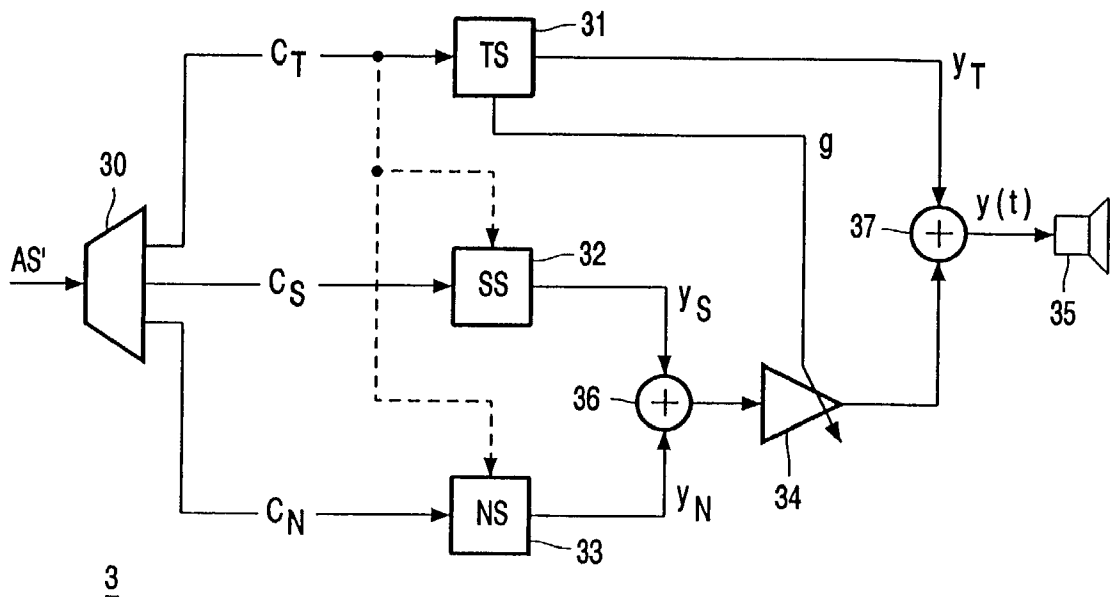 31
C_T
TS
y_T
g
30
37
y(t)
AS'
32
C_S
SS
y_S
35
36
+
+
34
C_N
NS
y_N
33
3